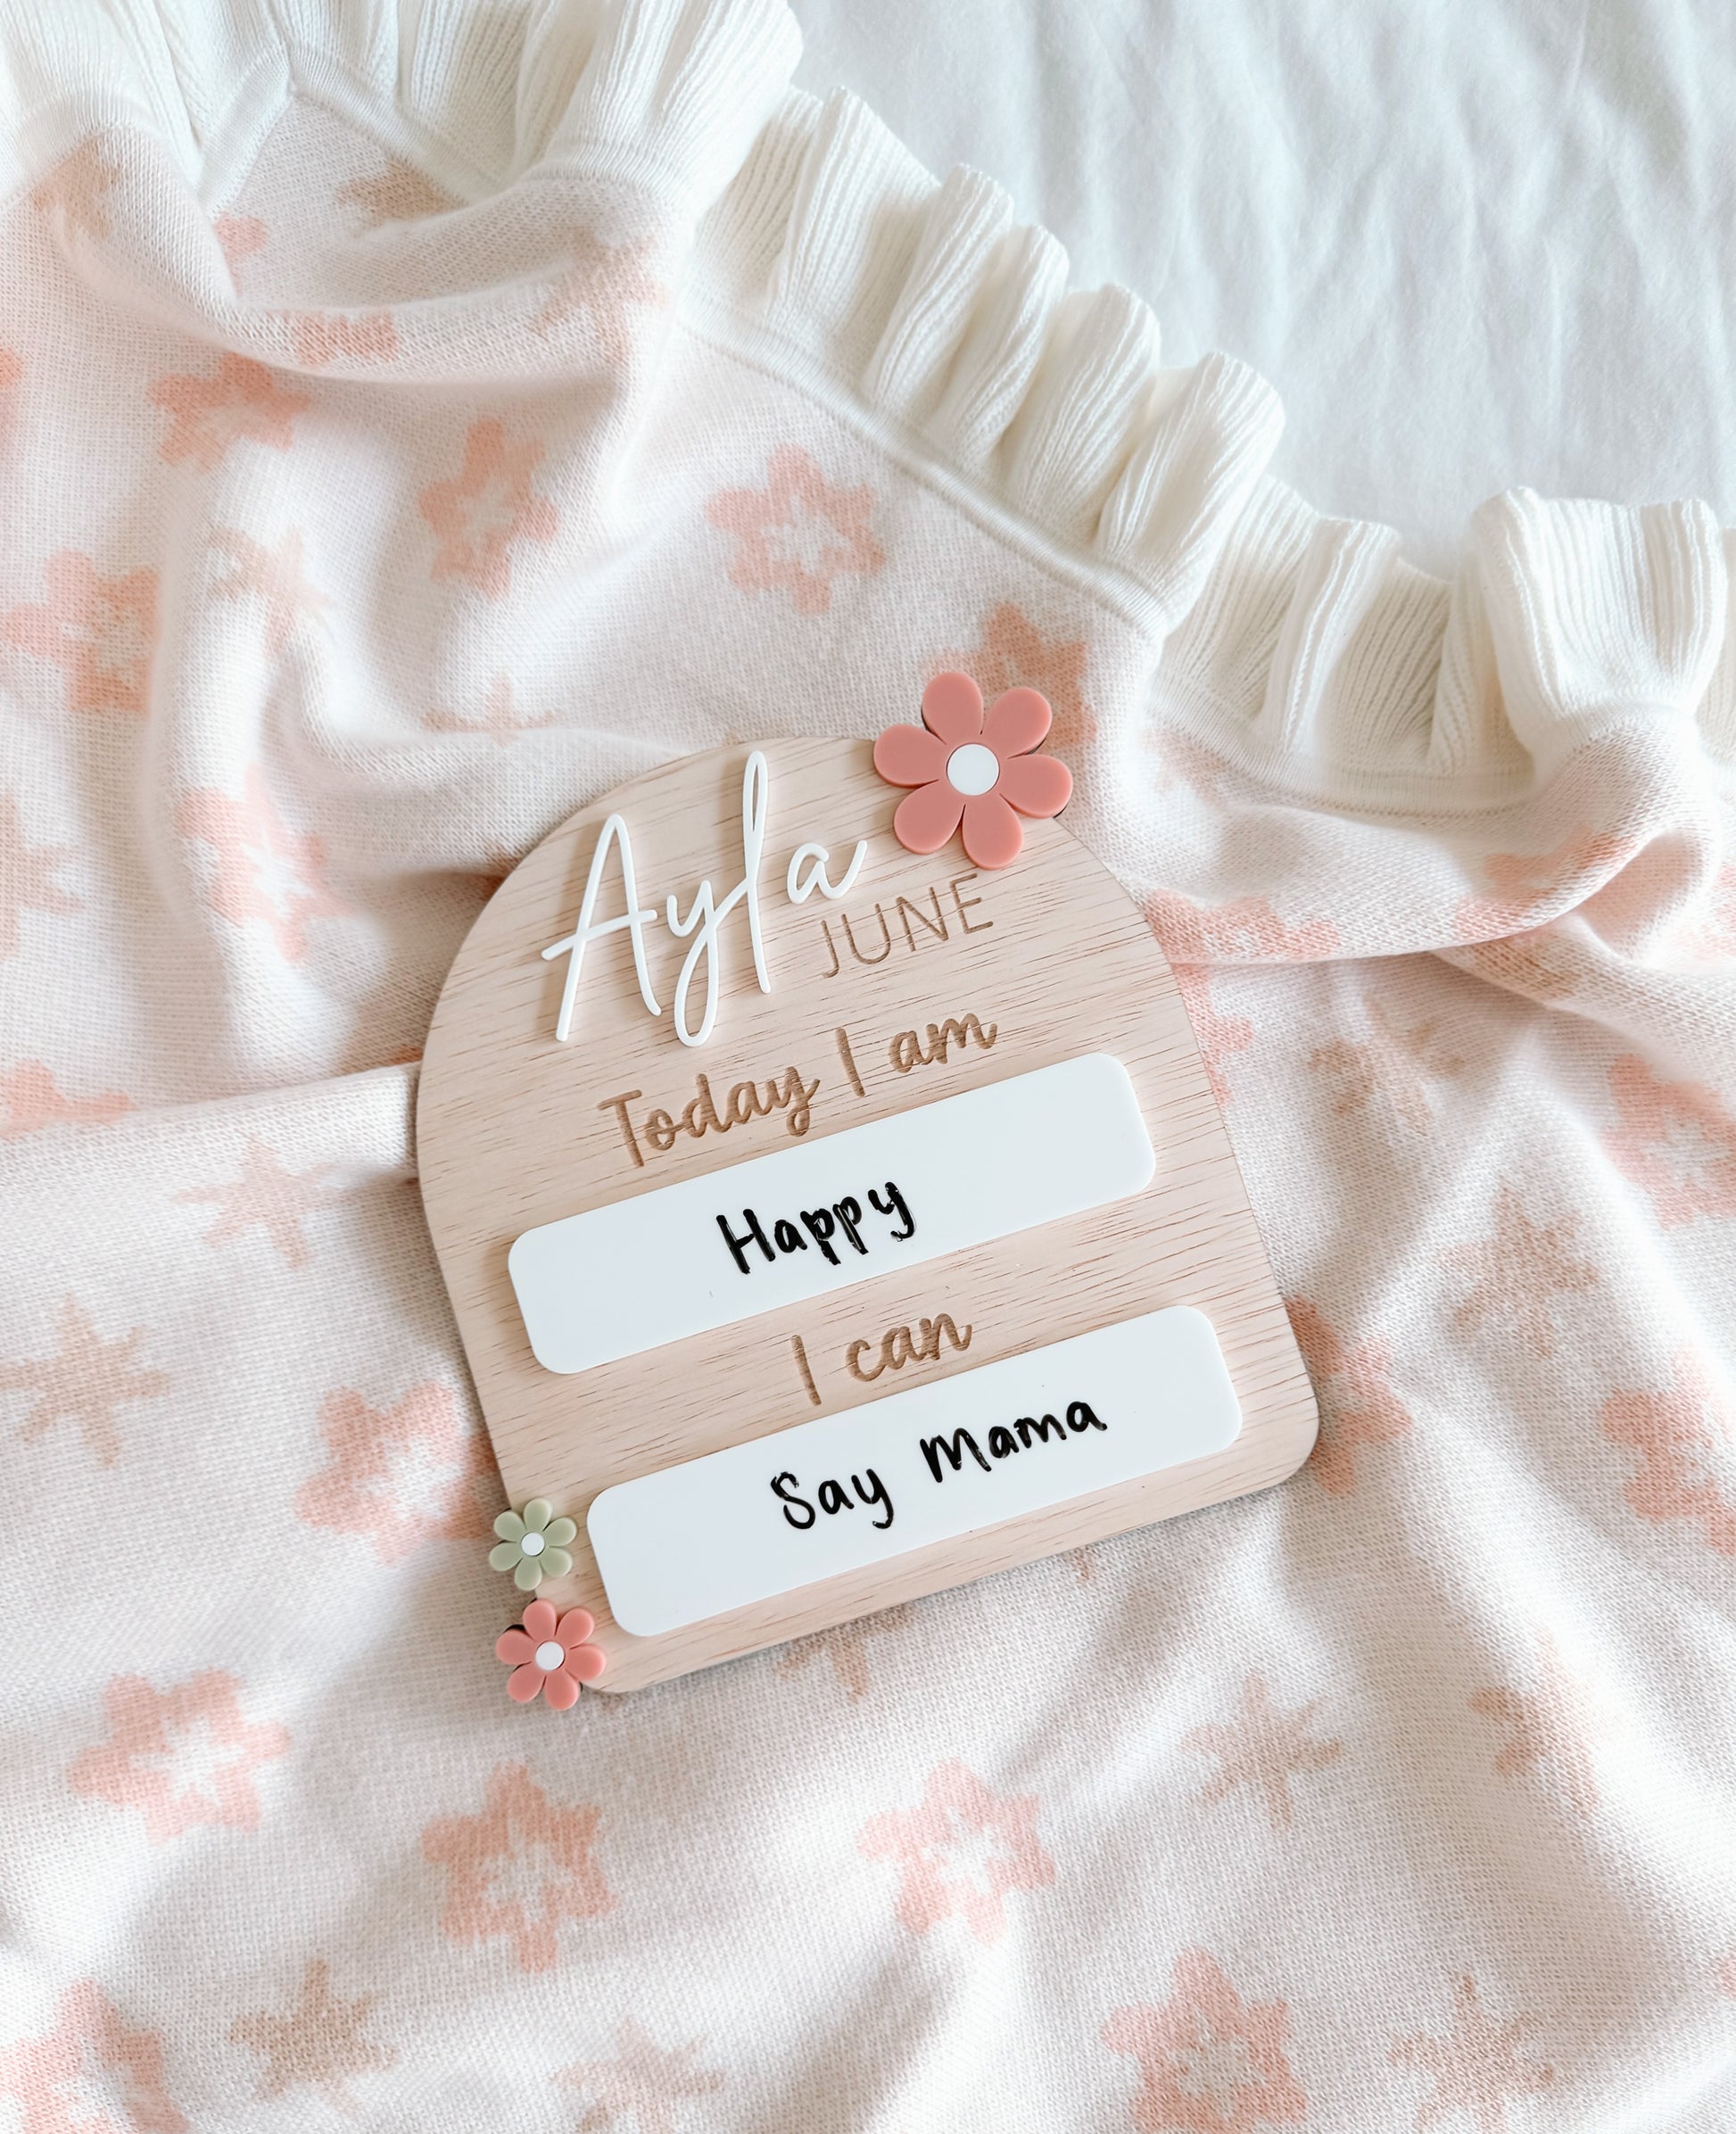 Ayla
JUNE
Today I am
Happy
I can
Say Mama